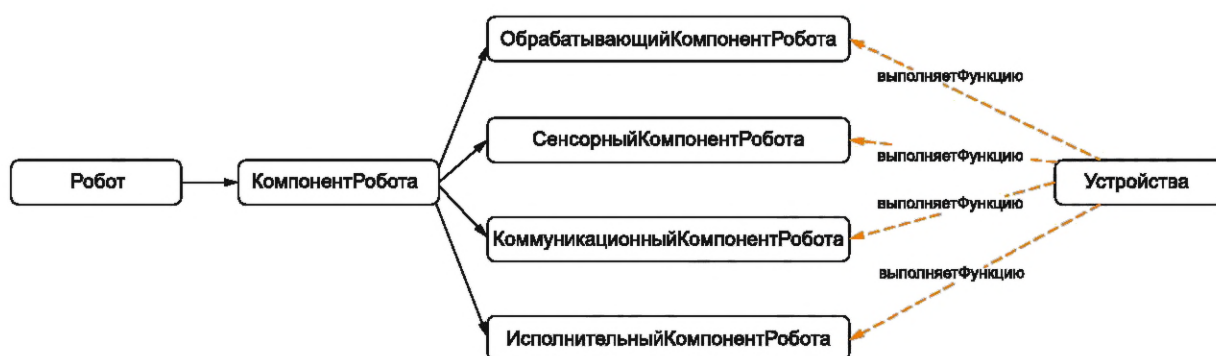 ОбрабатывающийКомпонентРобота
выполняетФункцию
СенсорныйКомпонентРобота
выполняетФункцию
Робот
КомпонентРобота
Устройства
выполняетФункцию
КоммуникационныйКомпонентРобота
выполняетФункцию
ИсполнительныйКомпонентРобота